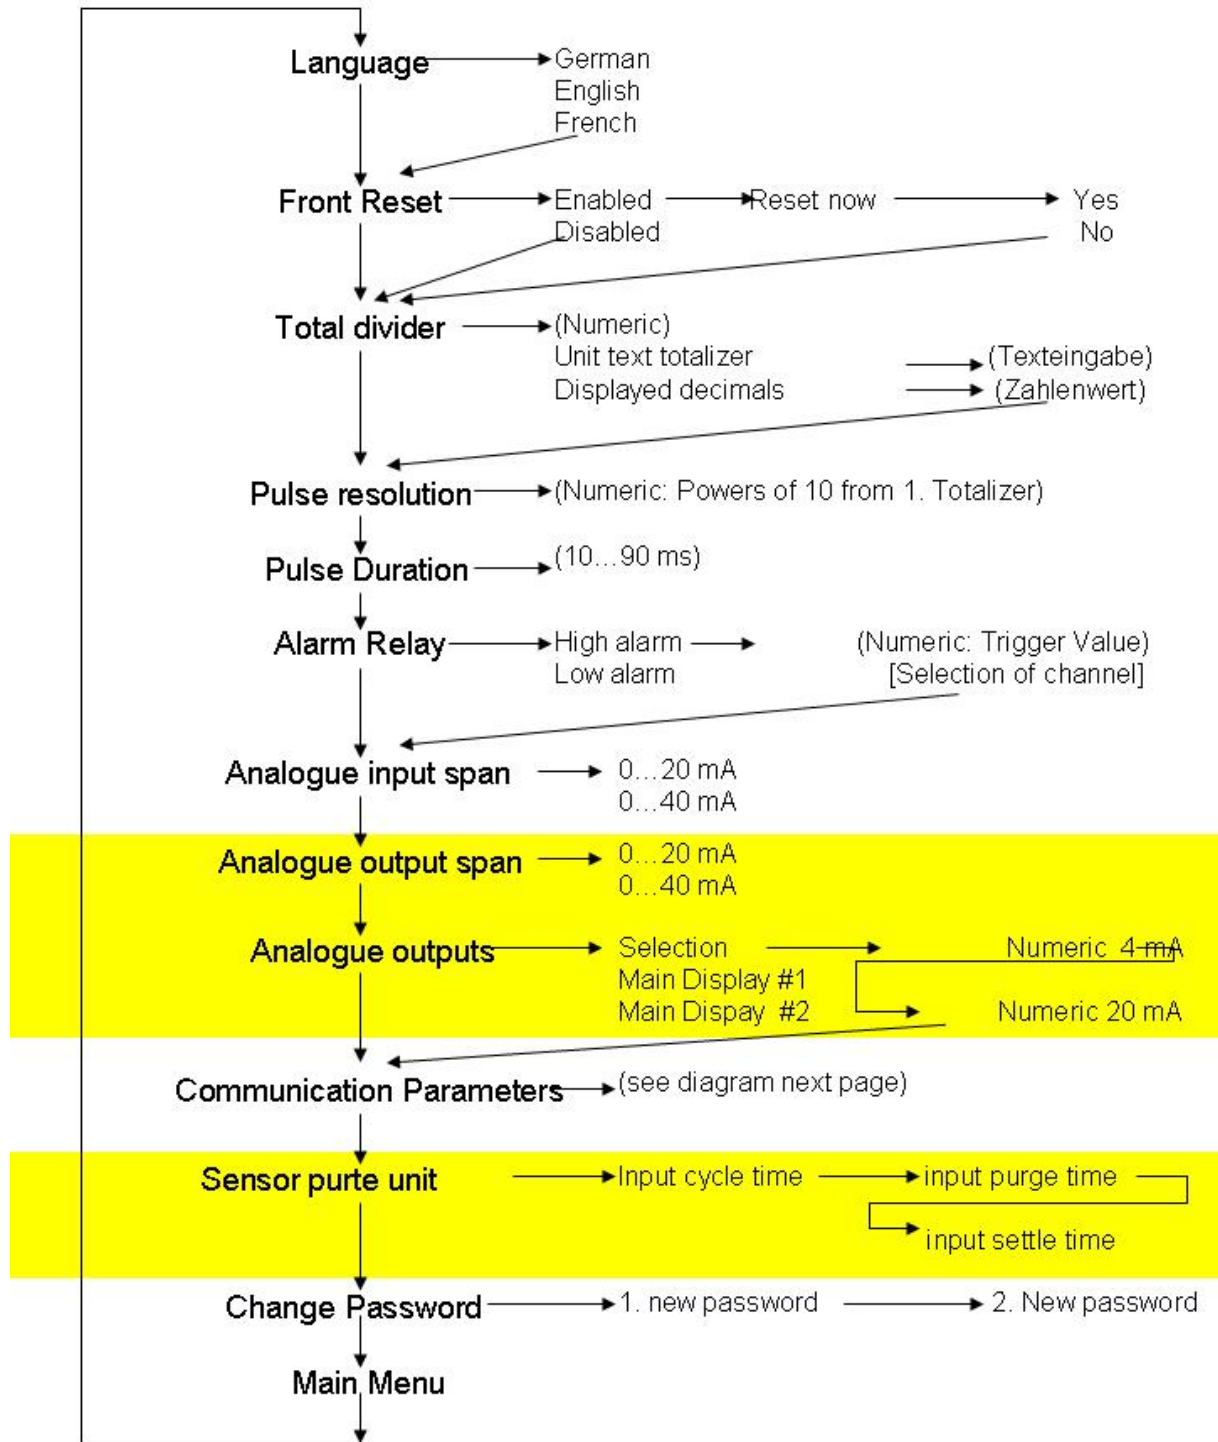 Language German
English
French
Front Reset Enabled Reset now Yes
Disabled No
Total divider (Numeric)
Unit text totalizer (Texteingabe)
Displayed decimals (Zahlenwert)
Pulse resolution (Numeric: Powers of 10 from 1. Totalizer)
Pulse Duration (10...90 ms)
Alarm Relay High alarm (Numeric: Trigger Value)
Low alarm [Selection of channel]
Analogue input span 0...20 mA
0...40 mA
Analogue output span 0...20 mA
0...40 mA
Analogue outputs Selection Numeric 4 mA
Main Display #1
Main Dispay #2 Numeric 20 mA
Communication Parameters (see diagram next page)
Sensor purte unit Input cycle time input purge time
input settle time
Change Password 1. new password 2. New password
Main Menu